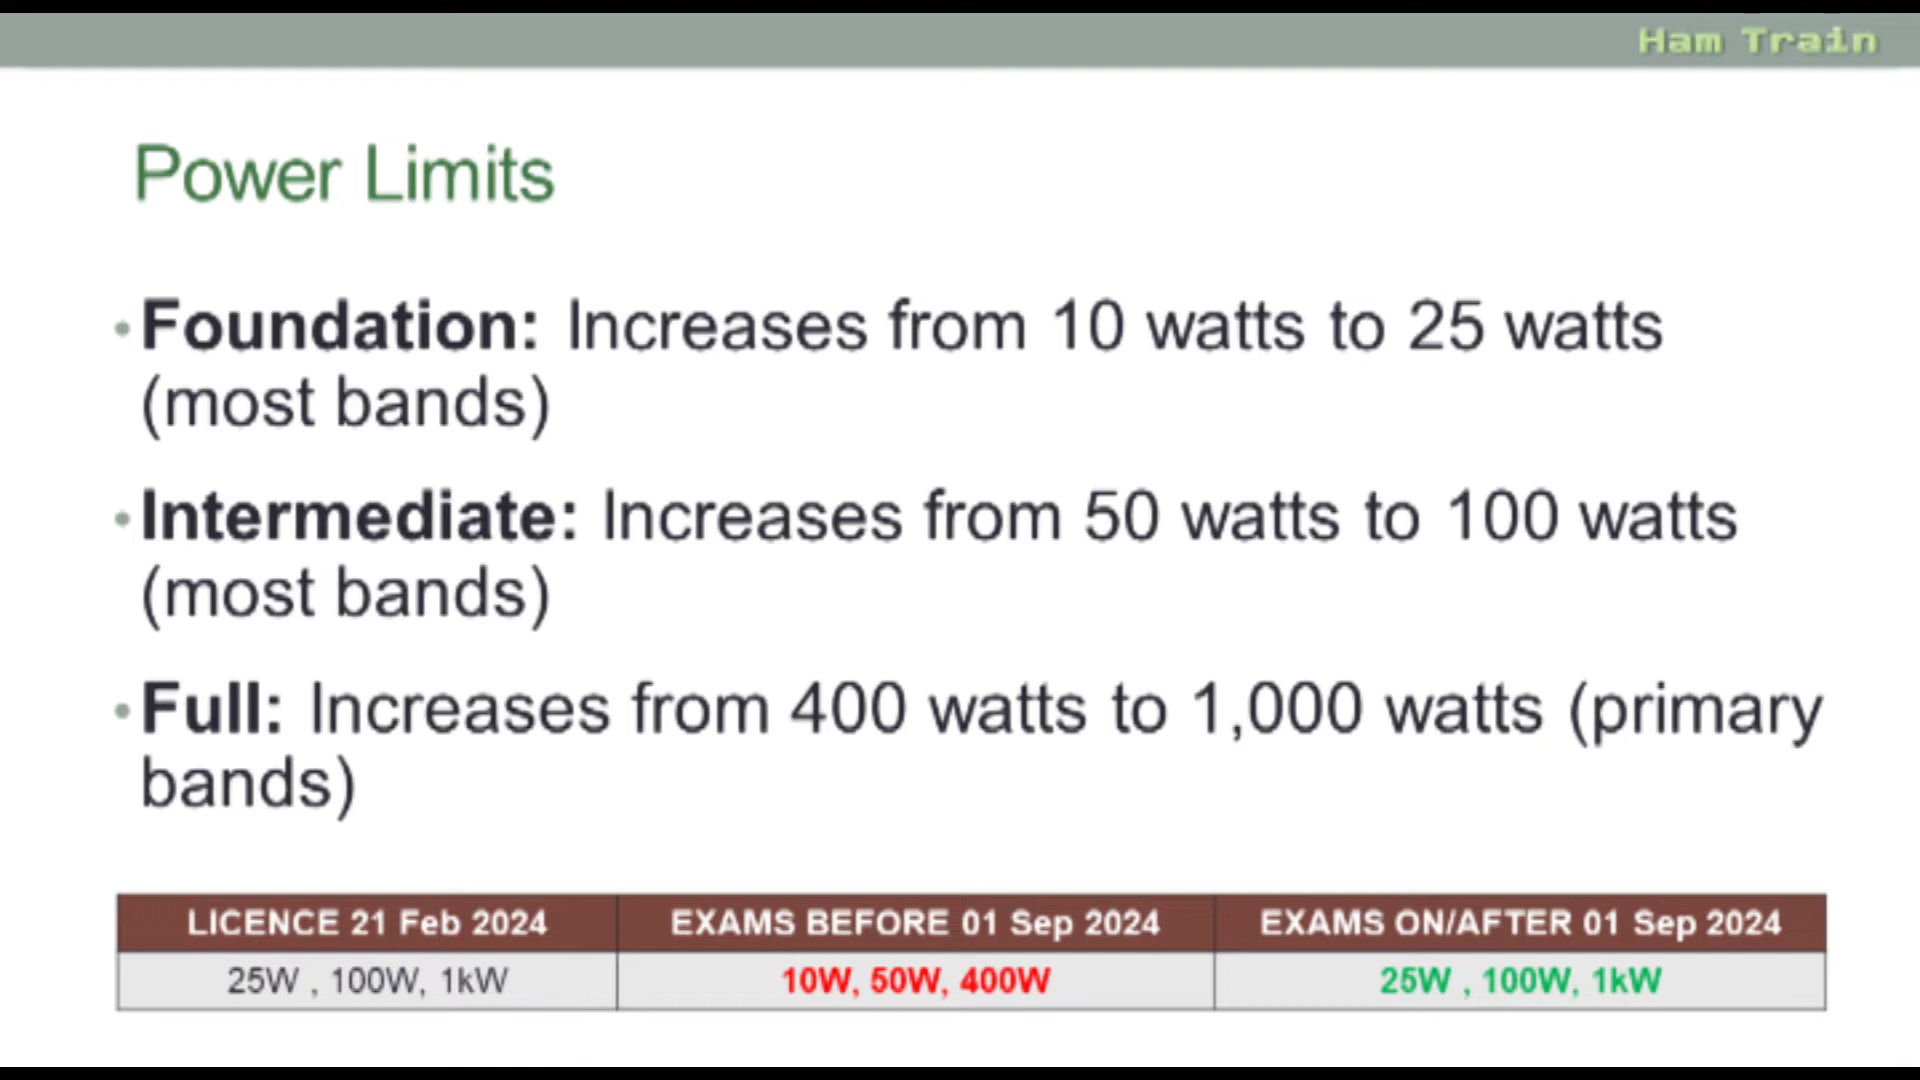 Ham Train
Power Limits
• Foundation: Increases from 10 watts to 25 watts
(most bands)
• Intermediate: Increases from 50 watts to 100 watts
(most bands)
• Full: Increases from 400 watts to 1,000 watts (primary
bands)
LICENCE 21 Feb 2024 EXAMS BEFORE 01 Sep 2024 EXAMS ON/AFTER 01 Sep 2024
25W , 100W, 1kW 10W, 50W, 400W 25W , 100W, 1kW